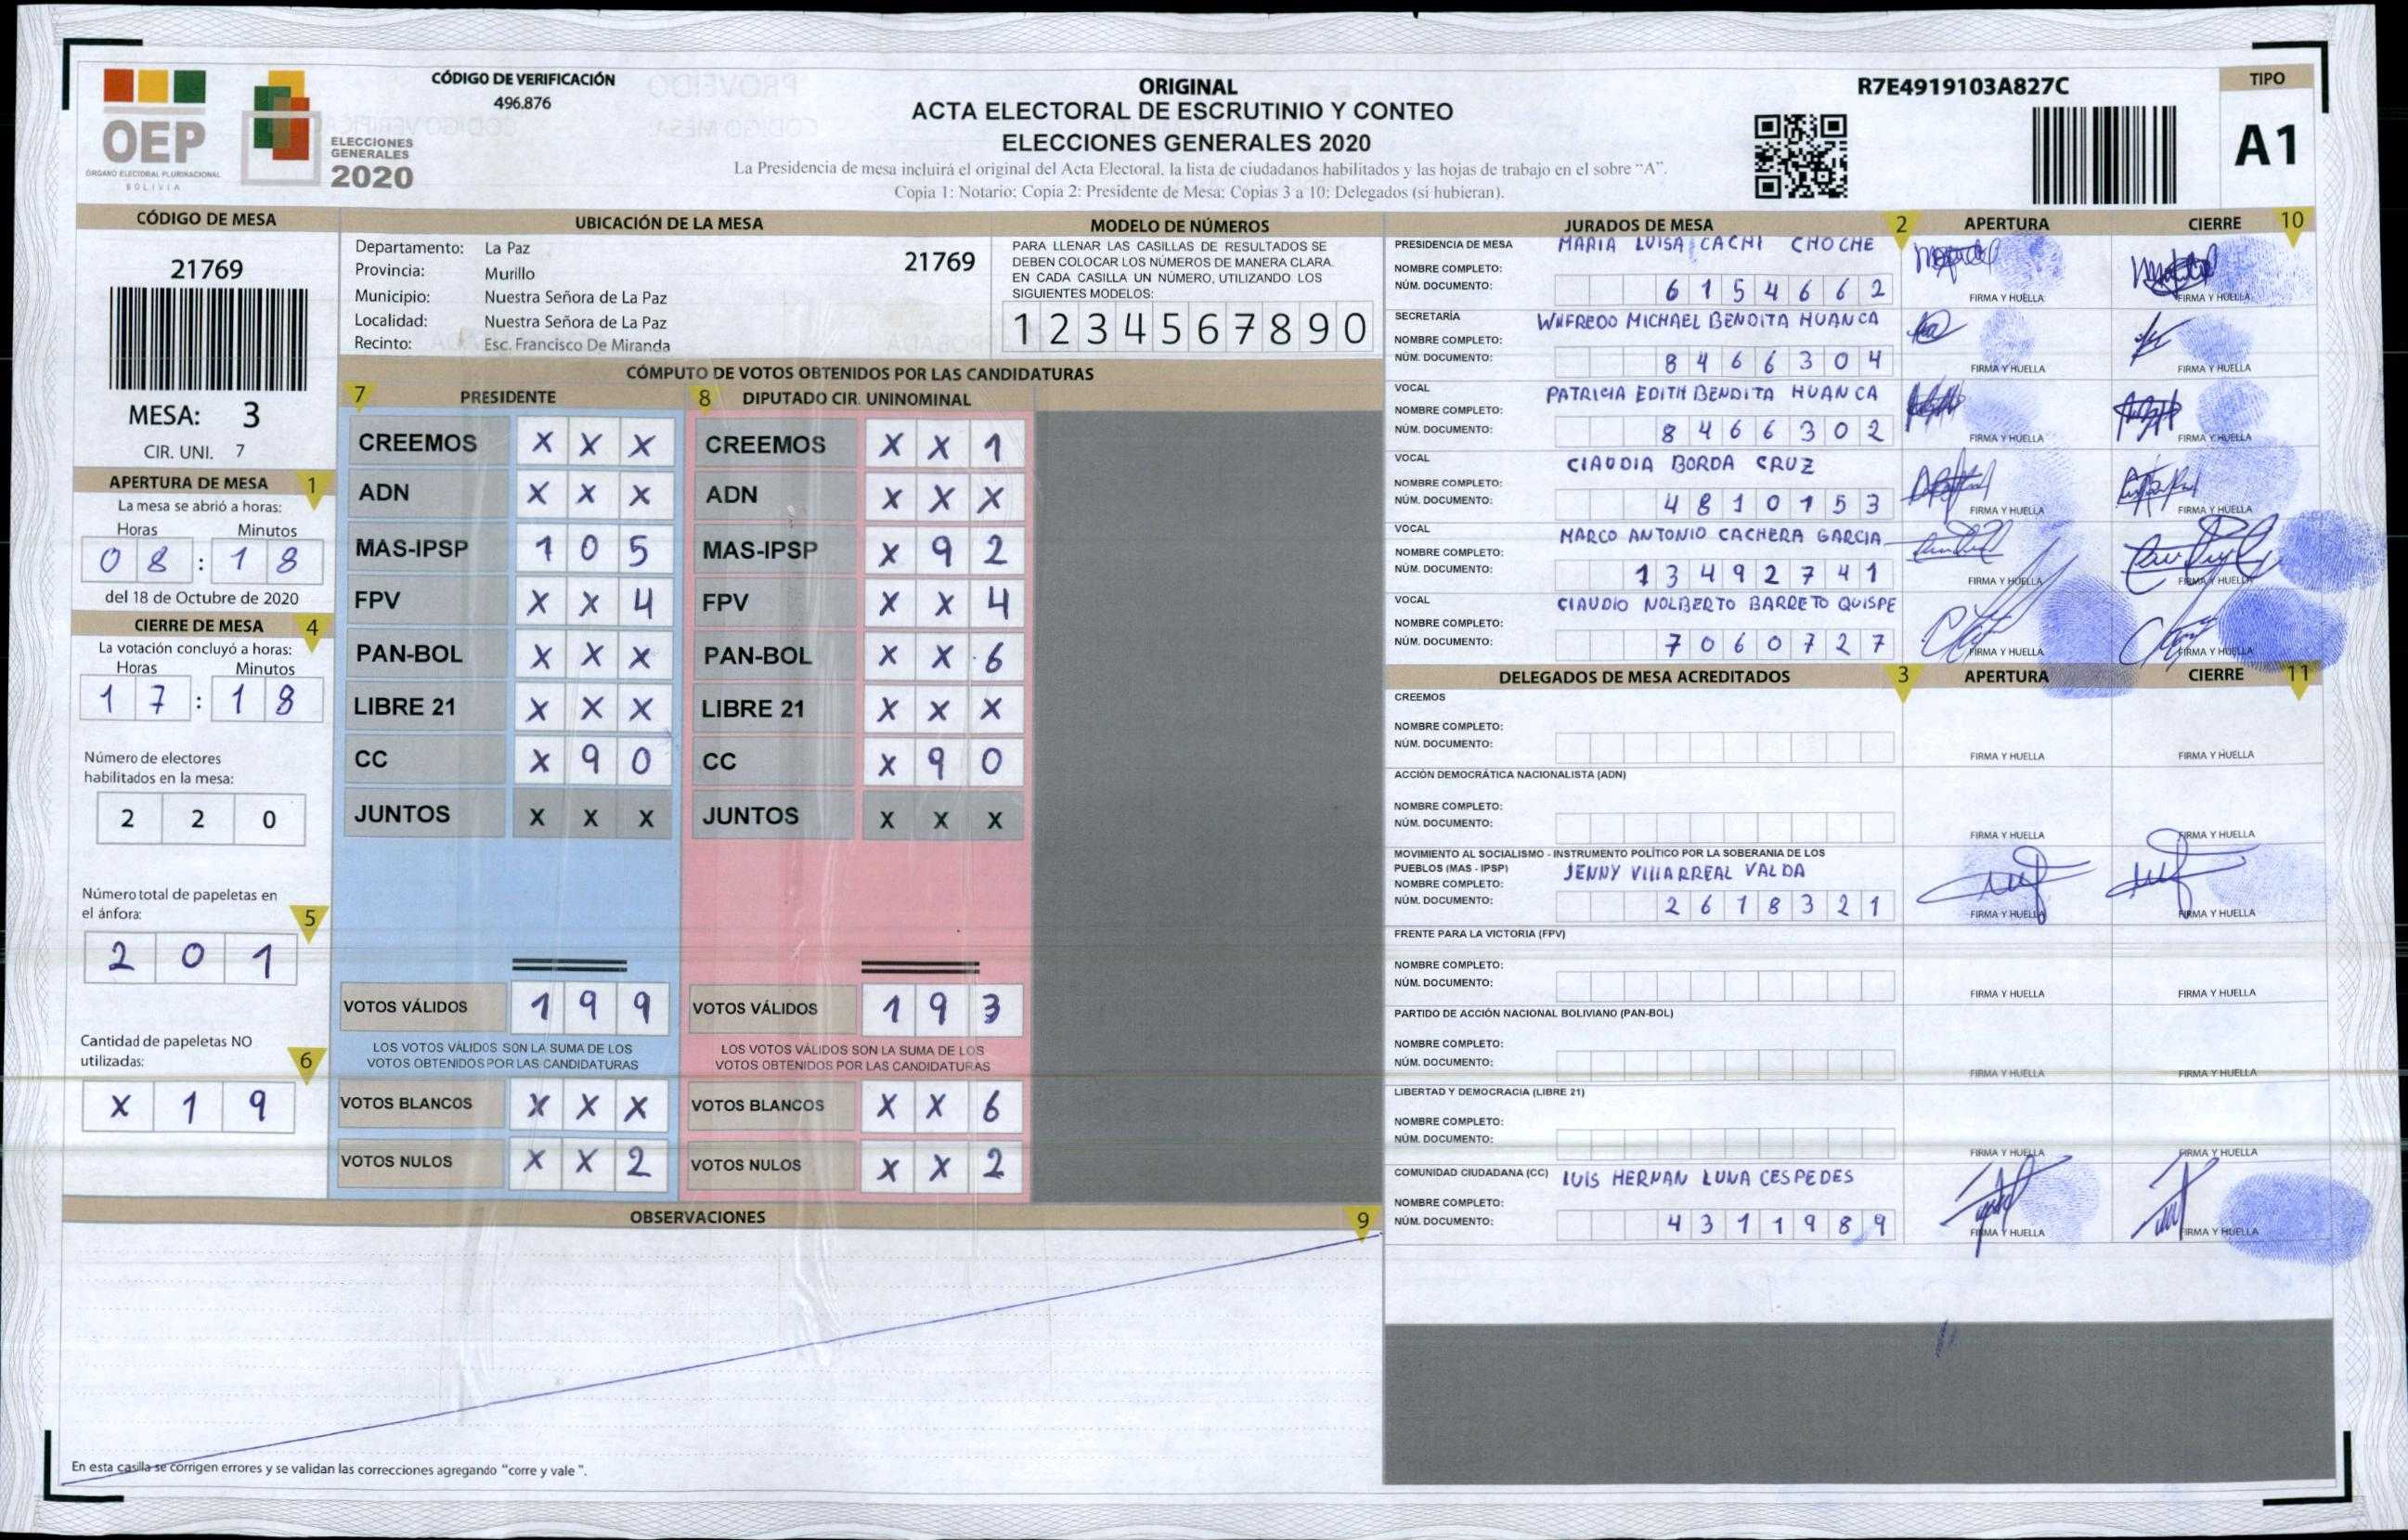 CÓDIGO DE VERIFICACIÓN
496.876
OEP
ÓRGANO ELECTORAL PLURINACIONAL
BOLIVIA
ELECCIONES
GENERALES
2020
ORIGINAL
ACTA ELECTORAL DE ESCRUTINIO Y CONTEO
ELECCIONES GENERALES 2020
La Presidencia de mesa incluirá el original del Acta Electoral, la lista de ciudadanos habilitados y las hojas de trabajo en el sobre "A".
Copia 1: Notario; Copia 2: Presidente de Mesa; Copias 3 a 10: Delegados (si hubieran).
R7E4919103A827C
TIPO
A1
CÓDIGO DE MESA
21769
MESA: 3
CIR. UNI. 7
APERTURA DE MESA 1
La mesa se abrió a horas:
Horas Minutos
0 8 : 1 8
del 18 de Octubre de 2020
CIERRE DE MESA 4
La votación concluyó a horas:
Horas Minutos
1 7 : 1 8
Número de electores
habilitados en la mesa:
2 2 0
Número total de papeletas en
el ánfora: 5
2 0 1
Cantidad de papeletas NO
utilizadas: 6
X 1 9
UBICACIÓN DE LA MESA
Departamento: La Paz 21769
Provincia: Murillo
Municipio: Nuestra Señora de La Paz
Localidad: Nuestra Señora de La Paz
Recinto: Esc. Francisco De Miranda
MODELO DE NÚMEROS
PARA LLENAR LAS CASILLAS DE RESULTADOS SE
DEBEN COLOCAR LOS NÚMEROS DE MANERA CLARA.
EN CADA CASILLA UN NÚMERO, UTILIZANDO LOS
SIGUIENTES MODELOS:
1 2 3 4 5 6 7 8 9 0
CÓMPUTO DE VOTOS OBTENIDOS POR LAS CANDIDATURAS
7 PRESIDENTE
CREEMOS X X X
ADN X X X
MAS-IPSP 1 0 5
FPV X X 4
PAN-BOL X X X
LIBRE 21 X X X
CC X 9 0
JUNTOS X X X
VOTOS VÁLIDOS 1 9 9
LOS VOTOS VÁLIDOS SON LA SUMA DE LOS
VOTOS OBTENIDOS POR LAS CANDIDATURAS
VOTOS BLANCOS X X X
VOTOS NULOS X X 2
8 DIPUTADO CIR. UNINOMINAL
CREEMOS X X 1
ADN X X X
MAS-IPSP X 9 2
FPV X X 4
PAN-BOL X X 6
LIBRE 21 X X X
CC X 9 0
JUNTOS X X X
VOTOS VÁLIDOS 1 9 3
LOS VOTOS VÁLIDOS SON LA SUMA DE LOS
VOTOS OBTENIDOS POR LAS CANDIDATURAS
VOTOS BLANCOS X X 6
VOTOS NULOS X X 2
OBSERVACIONES 9
En esta casilla se corrigen errores y se validan las correcciones agregando "corre y vale".
JURADOS DE MESA 2 APERTURA CIERRE 10
PRESIDENCIA DE MESA MARIA LUISA CACHI CHOCHE
NOMBRE COMPLETO:
NÚM. DOCUMENTO: 6 1 5 4 6 6 2
FIRMA Y HUELLA FIRMA Y HUELLA
SECRETARÍA WILFREDO MICHAEL BENDITA HUANCA
NOMBRE COMPLETO:
NÚM. DOCUMENTO: 8 4 6 6 3 0 4
FIRMA Y HUELLA FIRMA Y HUELLA
VOCAL PATRICIA EDITH BENDITA HUANCA
NOMBRE COMPLETO:
NÚM. DOCUMENTO: 8 4 6 6 3 0 2
FIRMA Y HUELLA FIRMA Y HUELLA
VOCAL CLAUDIA BORDA CRUZ
NOMBRE COMPLETO:
NÚM. DOCUMENTO: 4 8 1 0 1 5 3
FIRMA Y HUELLA FIRMA Y HUELLA
VOCAL MARCO ANTONIO CACHERA GARCIA
NOMBRE COMPLETO:
NÚM. DOCUMENTO: 1 3 4 9 2 7 4 1
FIRMA Y HUELLA FIRMA Y HUELLA
VOCAL CLAUDIO NOLBERTO BARRETO QUISPE
NOMBRE COMPLETO:
NÚM. DOCUMENTO: 7 0 6 0 7 2 7
FIRMA Y HUELLA FIRMA Y HUELLA
DELEGADOS DE MESA ACREDITADOS 3 APERTURA CIERRE 11
CREEMOS
NOMBRE COMPLETO:
NÚM. DOCUMENTO:
FIRMA Y HUELLA FIRMA Y HUELLA
ACCIÓN DEMOCRÁTICA NACIONALISTA (ADN)
NOMBRE COMPLETO:
NÚM. DOCUMENTO:
FIRMA Y HUELLA FIRMA Y HUELLA
MOVIMIENTO AL SOCIALISMO - INSTRUMENTO POLÍTICO POR LA SOBERANIA DE LOS
PUEBLOS (MAS - IPSP) JENNY VILLARREAL VALDA
NOMBRE COMPLETO:
NÚM. DOCUMENTO: 2 6 1 8 3 2 1
FIRMA Y HUELLA FIRMA Y HUELLA
FRENTE PARA LA VICTORIA (FPV)
NOMBRE COMPLETO:
NÚM. DOCUMENTO:
FIRMA Y HUELLA FIRMA Y HUELLA
PARTIDO DE ACCIÓN NACIONAL BOLIVIANO (PAN-BOL)
NOMBRE COMPLETO:
NÚM. DOCUMENTO:
FIRMA Y HUELLA FIRMA Y HUELLA
LIBERTAD Y DEMOCRACIA (LIBRE 21)
NOMBRE COMPLETO:
NÚM. DOCUMENTO:
FIRMA Y HUELLA FIRMA Y HUELLA
COMUNIDAD CIUDADANA (CC) LUIS HERNAN LUNA CESPEDES
NOMBRE COMPLETO:
NÚM. DOCUMENTO: 4 3 1 1 9 8 9
FIRMA Y HUELLA FIRMA Y HUELLA